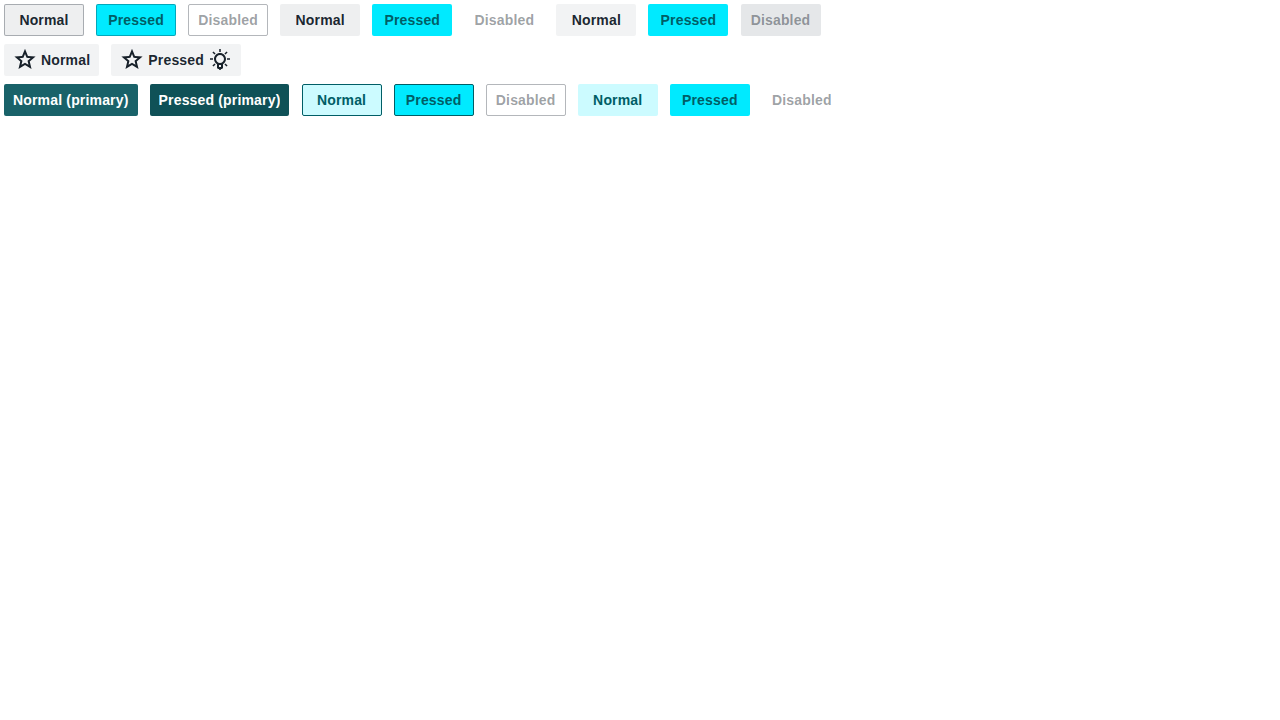 Normal Pressed Disabled Normal Pressed Disabled Normal Pressed Disabled
Normal Pressed
Normal (primary) Pressed (primary) Normal Pressed Disabled Normal Pressed Disabled